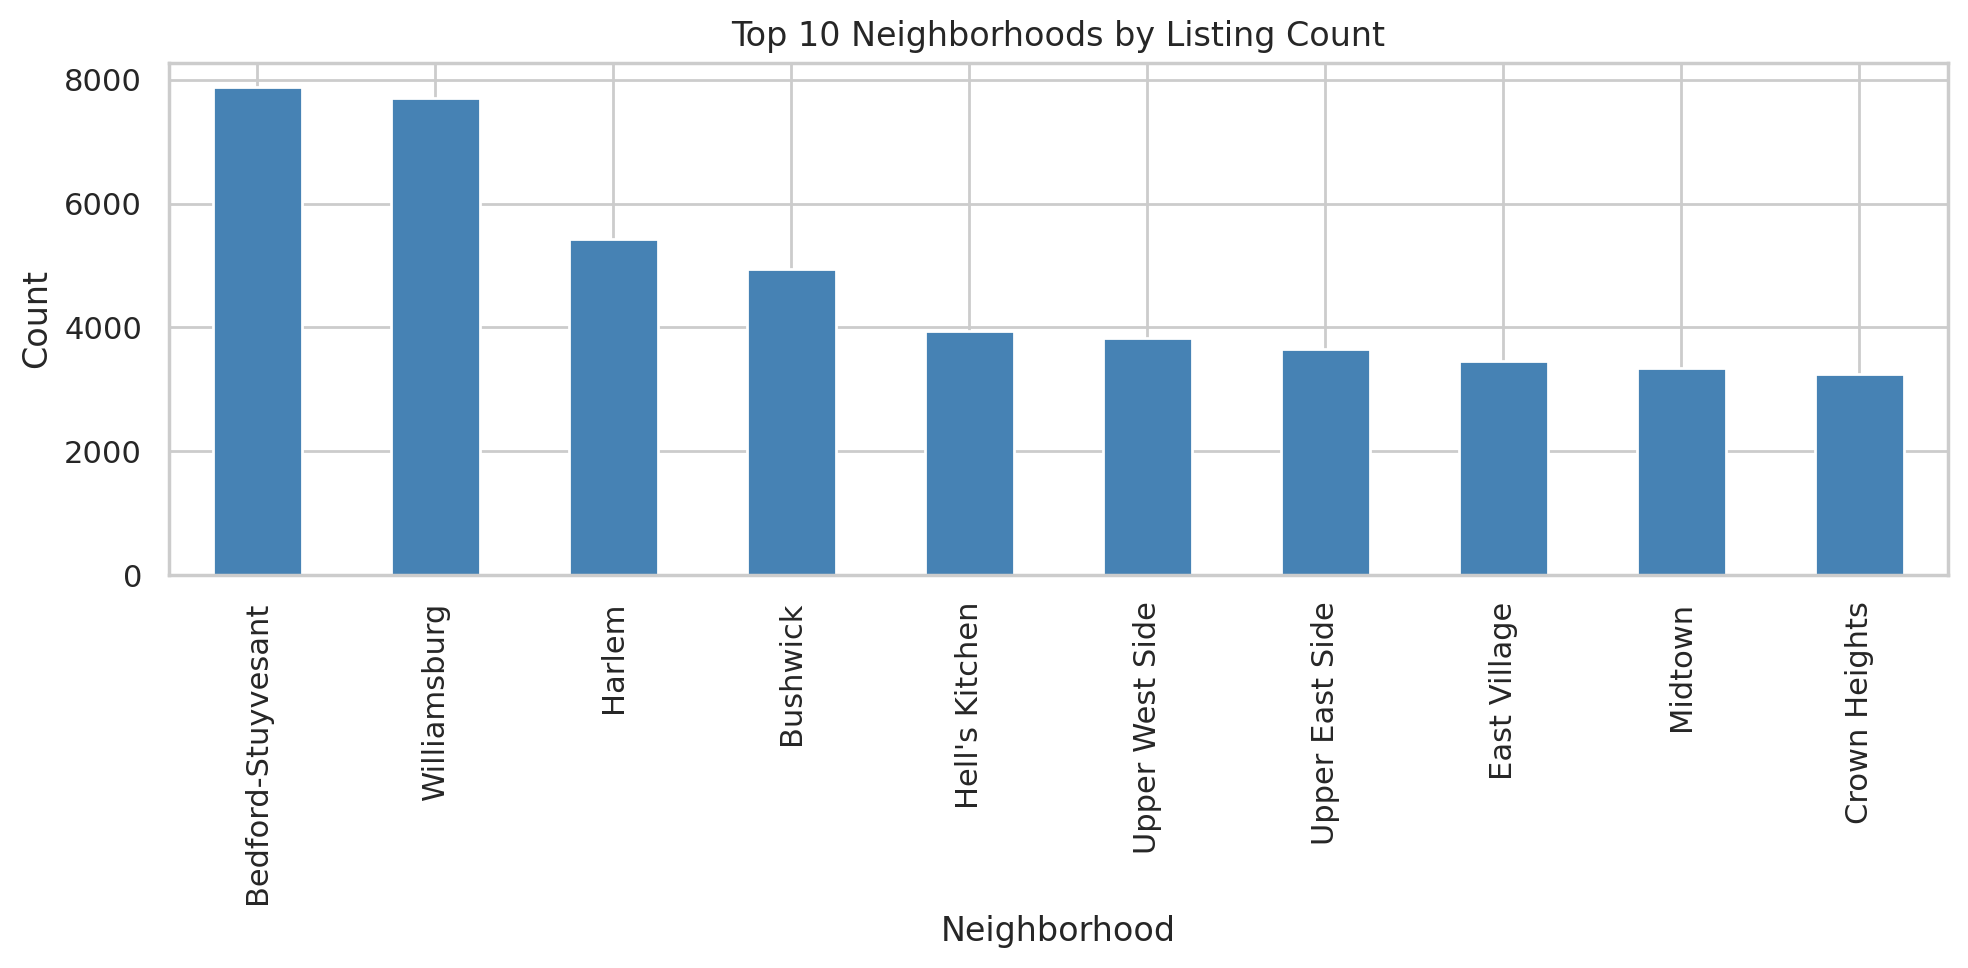 Top 10 Neighborhoods by Listing Count
8000
6000
4000
2000
0
Count
Bedford-Stuyvesant
Williamsburg
Harlem
Bushwick
Hell's Kitchen
Upper West Side
Upper East Side
East Village
Midtown
Crown Heights
Neighborhood